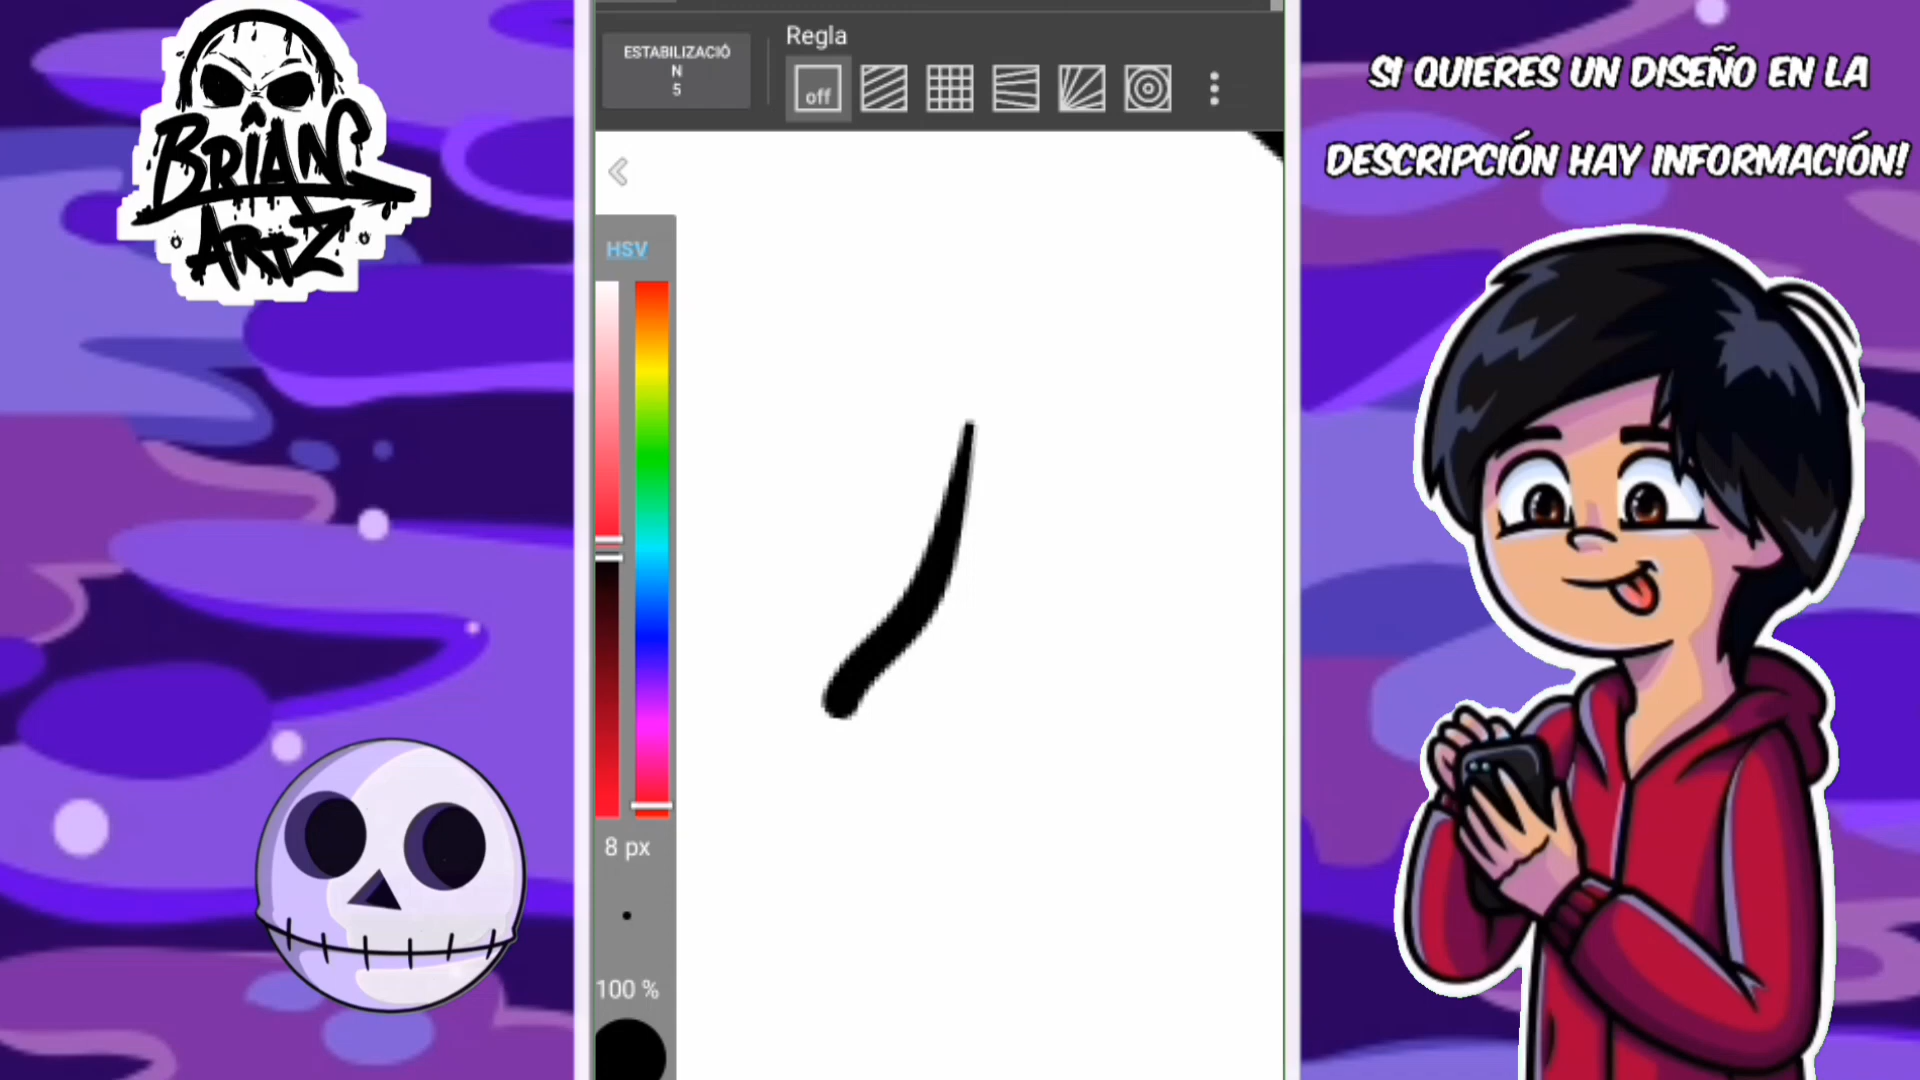 BRIAN
ARTZ
ESTABILIZACIÓ
N
5
Regla
off
HSV
8 px
100 %
SI QUIERES UN DISEÑO EN LA
DESCRIPCIÓN HAY INFORMACIÓN!